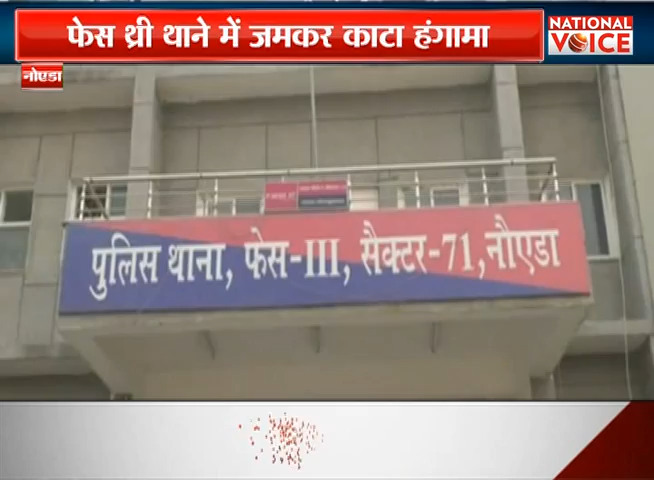 फेस थ्री थाने में जमकर काटा हंगामा
NATIONAL
VOICE
नौएडा
पुलिस थाना, फेस-III, सैक्टर-71, नौएडा